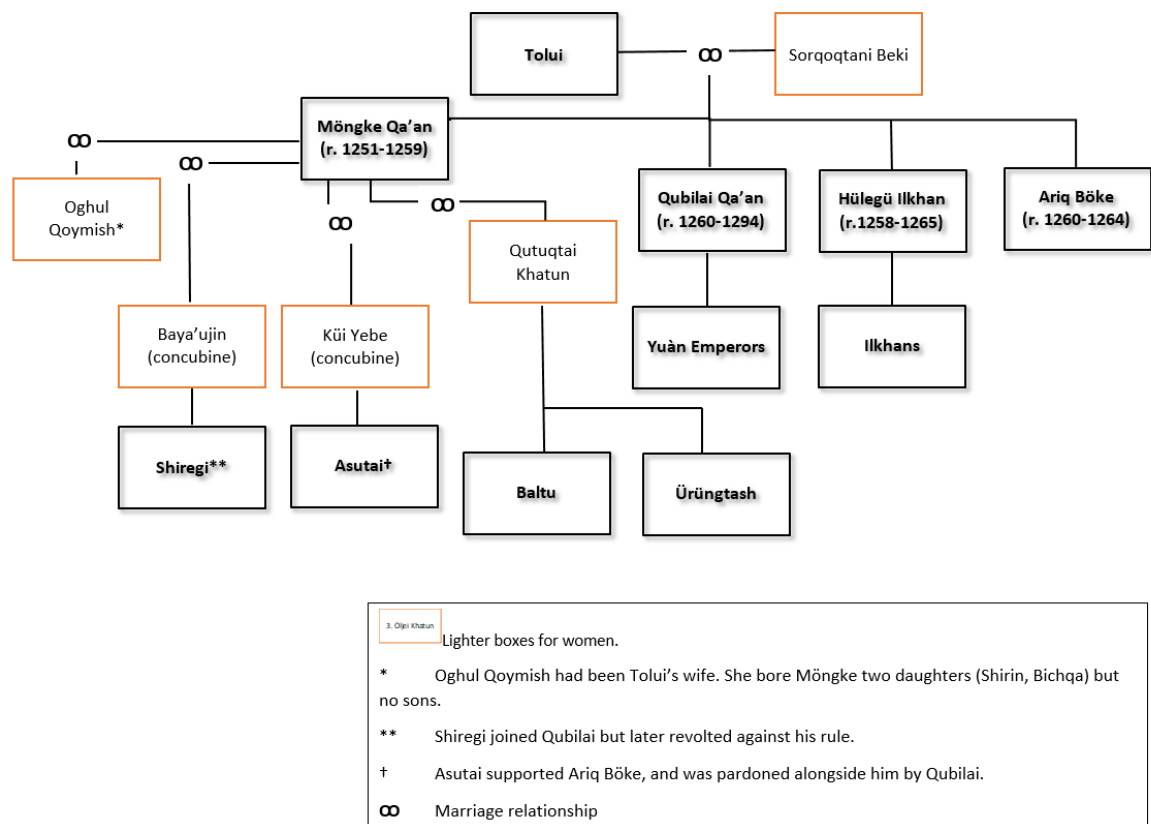 Tolui
Sorqoqtani Beki
Möngke Qa’an
(r. 1251-1259)
Oghul
Qoymish*
Qubilai Qa’an
(r. 1260-1294)
Hülegü Ilkhan
(r.1258-1265)
Ariq Böke
(r. 1260-1264)
Qutuqtai
Khatun
Baya’ujin
(concubine)
Küi Yebe
(concubine)
Yuàn Emperors
Ilkhans
Shiregi**
Asutai†
Baltu
Ürüngtash
3. Oljei Khatun
Lighter boxes for women.
* Oghul Qoymish had been Tolui’s wife. She bore Möngke two daughters (Shirin, Bichqa) but
no sons.
** Shiregi joined Qubilai but later revolted against his rule.
† Asutai supported Ariq Böke, and was pardoned alongside him by Qubilai.
ꝏ Marriage relationship